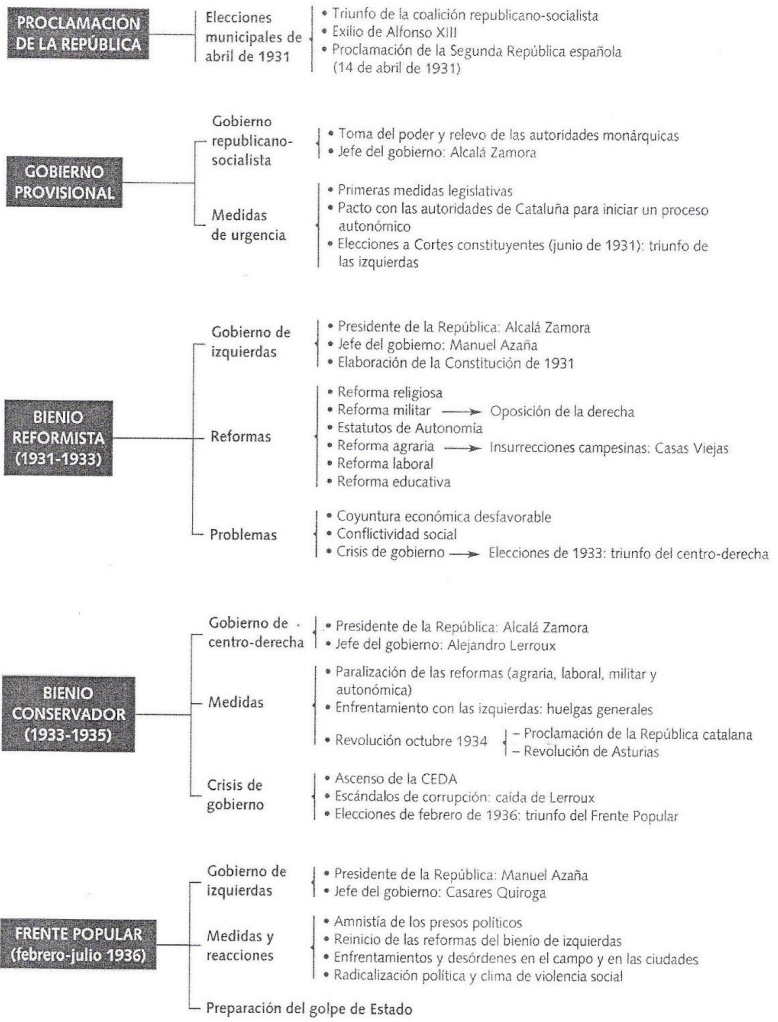 PROCLAMACIÓN
DE LA REPÚBLICA
Elecciones
municipales de
abril de 1931
• Triunfo de la coalición republicano-socialista
• Exilio de Alfonso XIII
• Proclamación de la Segunda República española
(14 de abril de 1931)
GOBIERNO
PROVISIONAL
Gobierno
republicano-
socialista
• Toma del poder y relevo de las autoridades monárquicas
• Jefe del gobierno: Alcalá Zamora
Medidas
de urgencia
• Primeras medidas legislativas
• Pacto con las autoridades de Cataluña para iniciar un proceso
autonómico
• Elecciones a Cortes constituyentes (junio de 1931): triunfo de
las izquierdas
BIENIO
REFORMISTA
(1931-1933)
Gobierno de
izquierdas
• Presidente de la República: Alcalá Zamora
• Jefe del gobierno: Manuel Azaña
• Elaboración de la Constitución de 1931
Reformas
• Reforma religiosa
• Reforma militar → Oposición de la derecha
• Estatutos de Autonomía
• Reforma agraria → Insurrecciones campesinas: Casas Viejas
• Reforma laboral
• Reforma educativa
Problemas
• Coyuntura económica desfavorable
• Conflictividad social
• Crisis de gobierno → Elecciones de 1933: triunfo del centro-derecha
BIENIO
CONSERVADOR
(1933-1935)
Gobierno de
centro-derecha
• Presidente de la República: Alcalá Zamora
• Jefe del gobierno: Alejandro Lerroux
Medidas
• Paralización de las reformas (agraria, laboral, militar y
autonómica)
• Enfrentamiento con las izquierdas: huelgas generales
• Revolución octubre 1934
– Proclamación de la República catalana
– Revolución de Asturias
Crisis de
gobierno
• Ascenso de la CEDA
• Escándalos de corrupción: caída de Lerroux
• Elecciones de febrero de 1936: triunfo del Frente Popular
FRENTE POPULAR
(febrero-julio 1936)
Gobierno de
izquierdas
• Presidente de la República: Manuel Azaña
• Jefe del gobierno: Casares Quiroga
Medidas y
reacciones
• Amnistía de los presos políticos
• Reinicio de las reformas del bienio de izquierdas
• Enfrentamientos y desórdenes en el campo y en las ciudades
• Radicalización política y clima de violencia social
Preparación del golpe de Estado